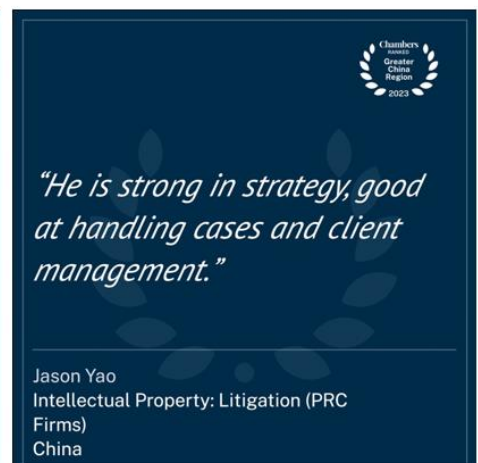 Chambers
RANKED
Greater
China
Region
2023
“He is strong in strategy, good
at handling cases and client
management.”
Jason Yao
Intellectual Property: Litigation (PRC
Firms)
China